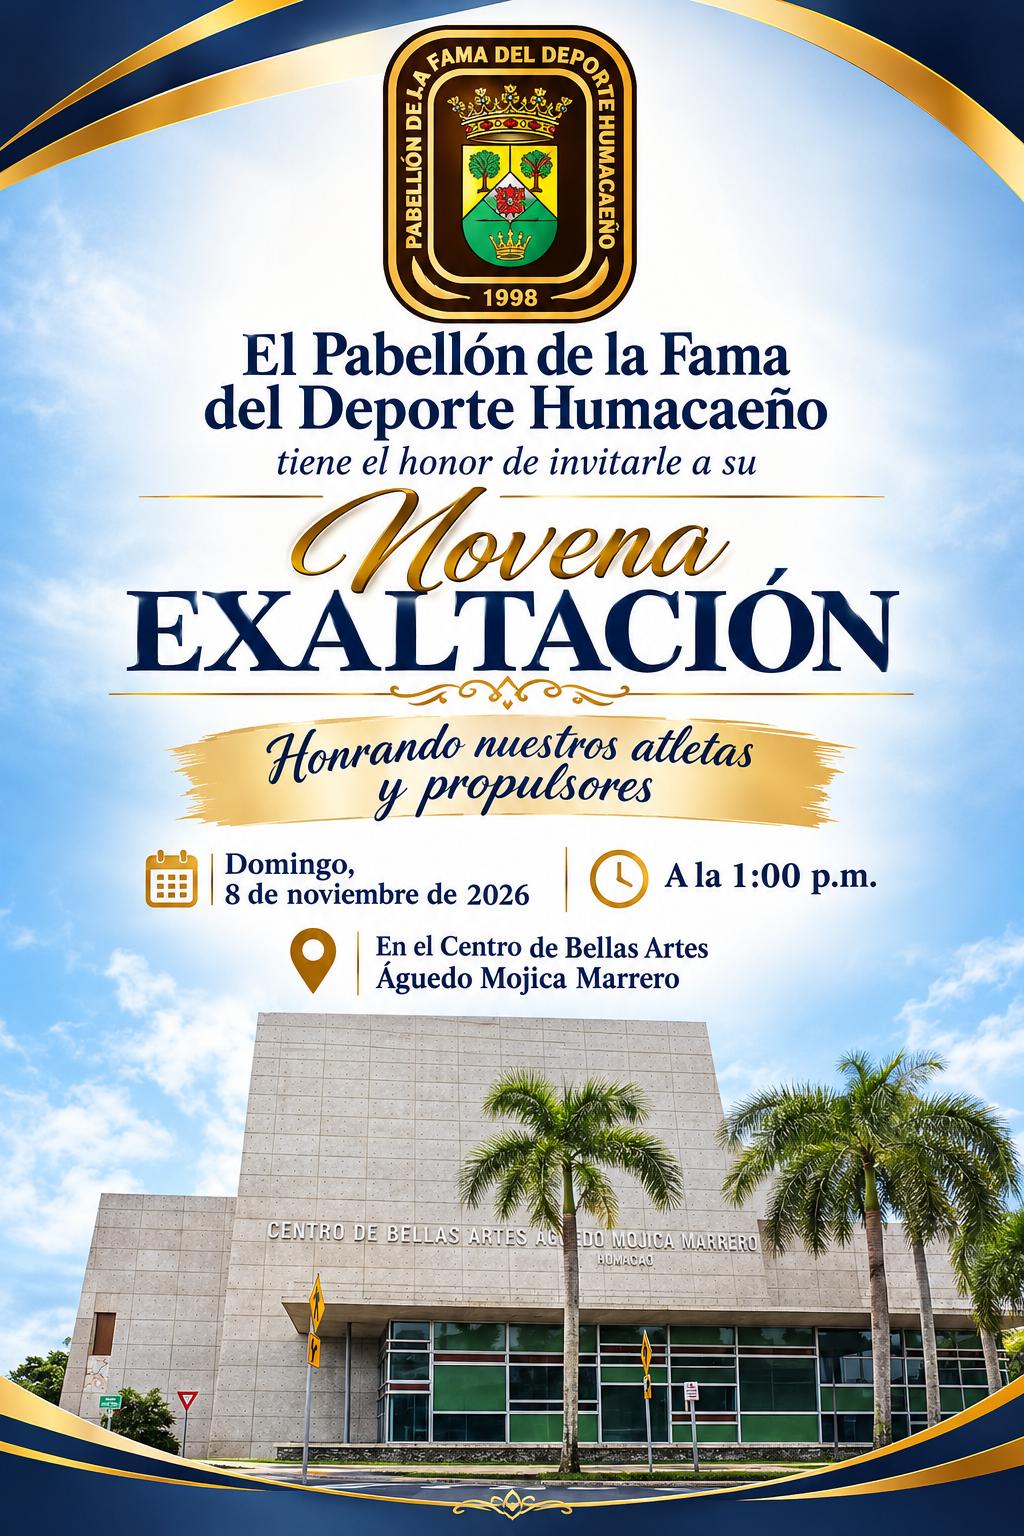 PABELLÓN DE LA FAMA DEL DEPORTE HUMACAEÑO
1998
El Pabellón de la Fama
del Deporte Humacaeño
tiene el honor de invitarle a su
Novena
EXALTACIÓN
Honrando nuestros atletas
y propulsores
Domingo,
8 de noviembre de 2026
A la 1:00 p.m.
En el Centro de Bellas Artes
Águedo Mojica Marrero
CENTRO DE BELLAS ARTES ÁGUEDO MOJICA MARRERO
HUMACAO